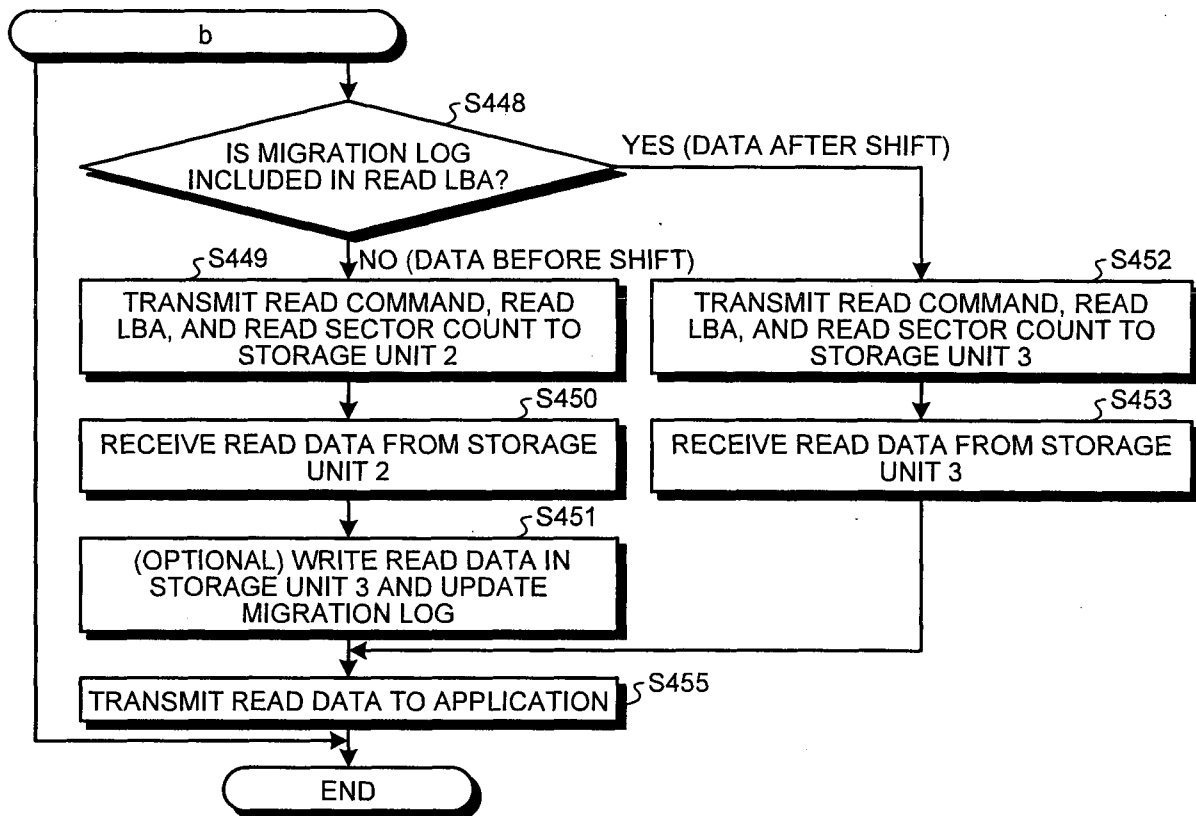 b
S448
IS MIGRATION LOG
INCLUDED IN READ LBA?
YES (DATA AFTER SHIFT)
NO (DATA BEFORE SHIFT)
S449
TRANSMIT READ COMMAND, READ
LBA, AND READ SECTOR COUNT TO
STORAGE UNIT 2
S452
TRANSMIT READ COMMAND, READ
LBA, AND READ SECTOR COUNT TO
STORAGE UNIT 3
S450
RECEIVE READ DATA FROM STORAGE
UNIT 2
S453
RECEIVE READ DATA FROM STORAGE
UNIT 3
S451
(OPTIONAL) WRITE READ DATA IN
STORAGE UNIT 3 AND UPDATE
MIGRATION LOG
S455
TRANSMIT READ DATA TO APPLICATION
END